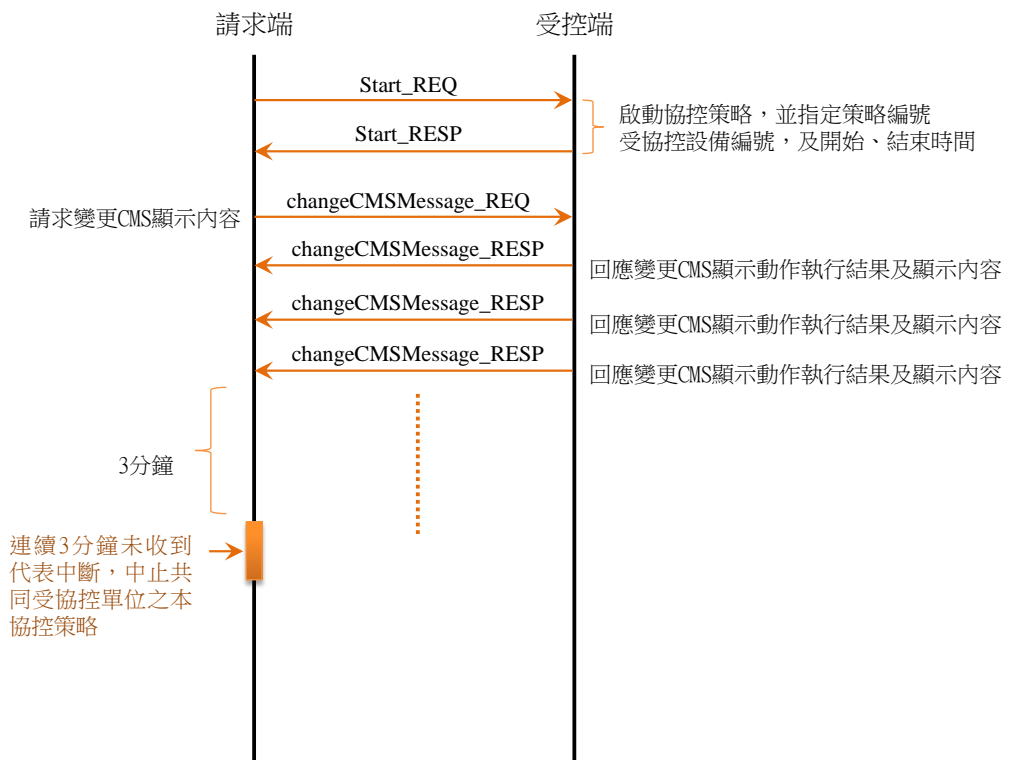 請求端
受控端
Start_REQ
啟動協控策略，並指定策略編號
受協控設備編號，及開始、結束時間
Start_RESP
changeCMSMessage_REQ
請求變更CMS顯示內容
changeCMSMessage_RESP
回應變更CMS顯示動作執行結果及顯示內容
changeCMSMessage_RESP
回應變更CMS顯示動作執行結果及顯示內容
changeCMSMessage_RESP
回應變更CMS顯示動作執行結果及顯示內容
3分鐘
連續3分鐘未收到
代表中斷，中止共
同受協控單位之本
協控策略